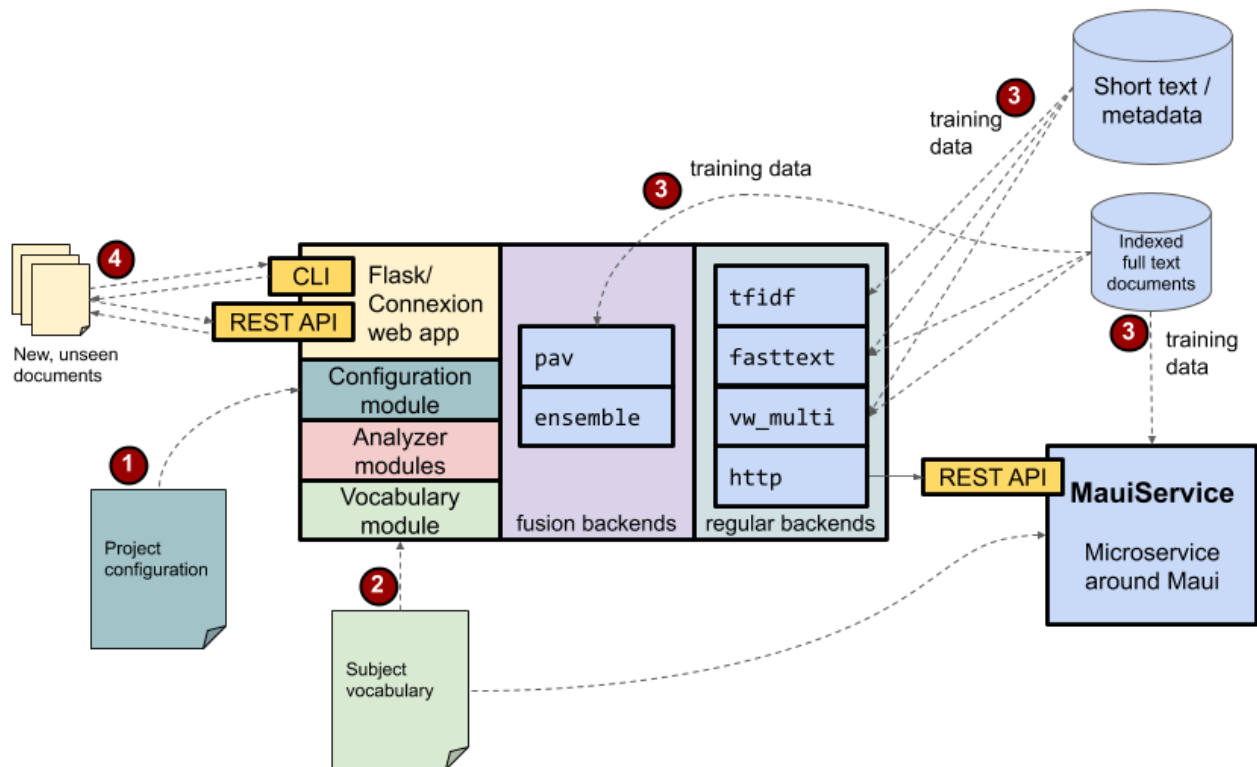 Short text /
metadata
3
training
data
training data
3
Indexed
full text
documents
4
CLI
REST API
Flask/
Connexion
web app
New, unseen
documents
Configuration
module
Analyzer
modules
Vocabulary
module
pav
ensemble
fusion backends
tfidf
fasttext
vw_multi
http
regular backends
3
training
data
REST API
MauiService
Microservice
around Maui
1
Project
configuration
2
Subject
vocabulary